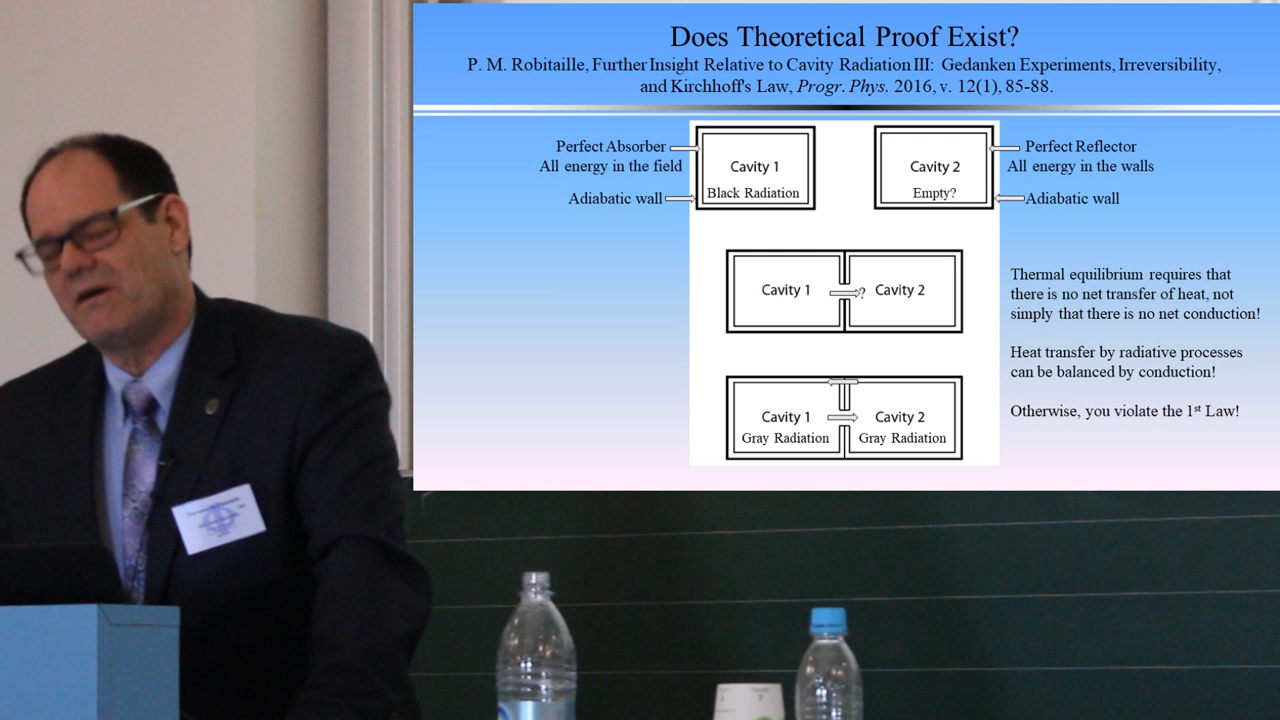 Does Theoretical Proof Exist?
P. M. Robitaille, Further Insight Relative to Cavity Radiation III: Gedanken Experiments, Irreversibility,
and Kirchhoff's Law, Progr. Phys. 2016, v. 12(1), 85-88.
Perfect Absorber
All energy in the field
Adiabatic wall
Cavity 1
Black Radiation
Cavity 2
Empty?
Perfect Reflector
All energy in the walls
Adiabatic wall
Cavity 1
?
Cavity 2
Thermal equilibrium requires that
there is no net transfer of heat, not
simply that there is no net conduction!
Heat transfer by radiative processes
can be balanced by conduction!
Otherwise, you violate the 1st Law!
Cavity 1
Gray Radiation
Cavity 2
Gray Radiation